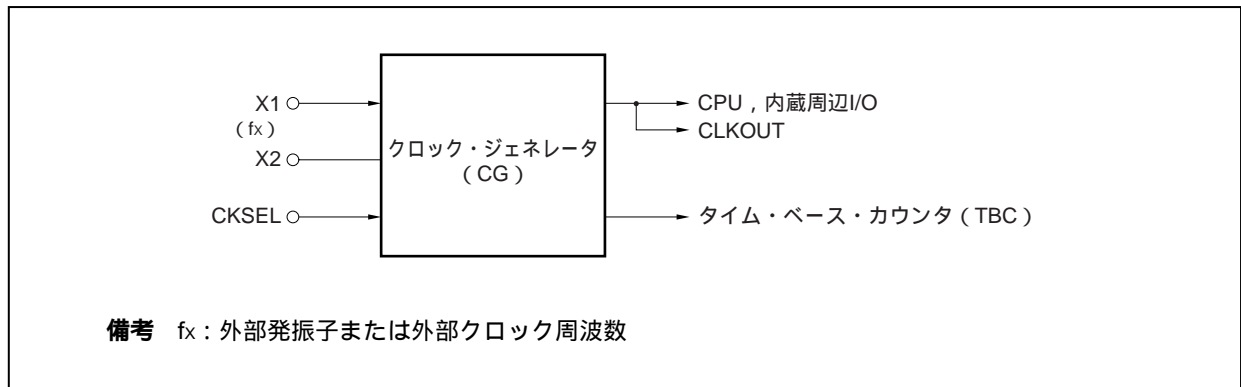 X1
（fx）
X2
CKSEL
クロック・ジェネレータ
（CG）
CPU，内蔵周辺I/O
CLKOUT
タイム・ベース・カウンタ（TBC）
備考　fx：外部発振子または外部クロック周波数